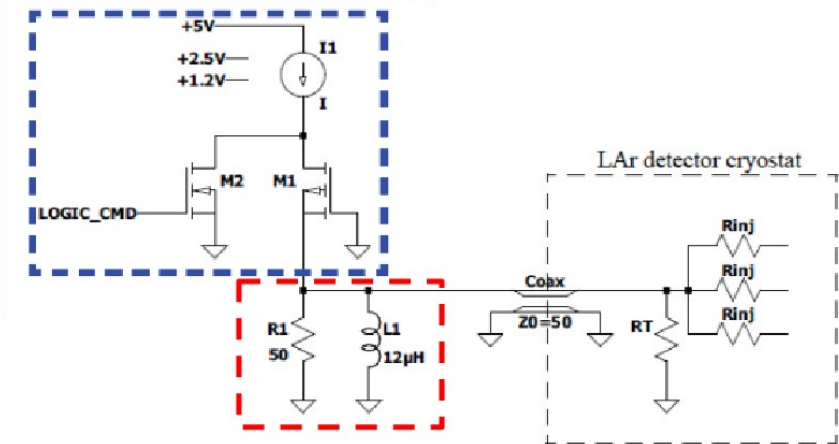 +5V
I1
+2.5V
+1.2V
I
M2
M1
LOGIC_CMD
LAr detector cryostat
Rinj
Rinj
Coax
Rinj
R1
L1
Z0=50
RT
50
12µH